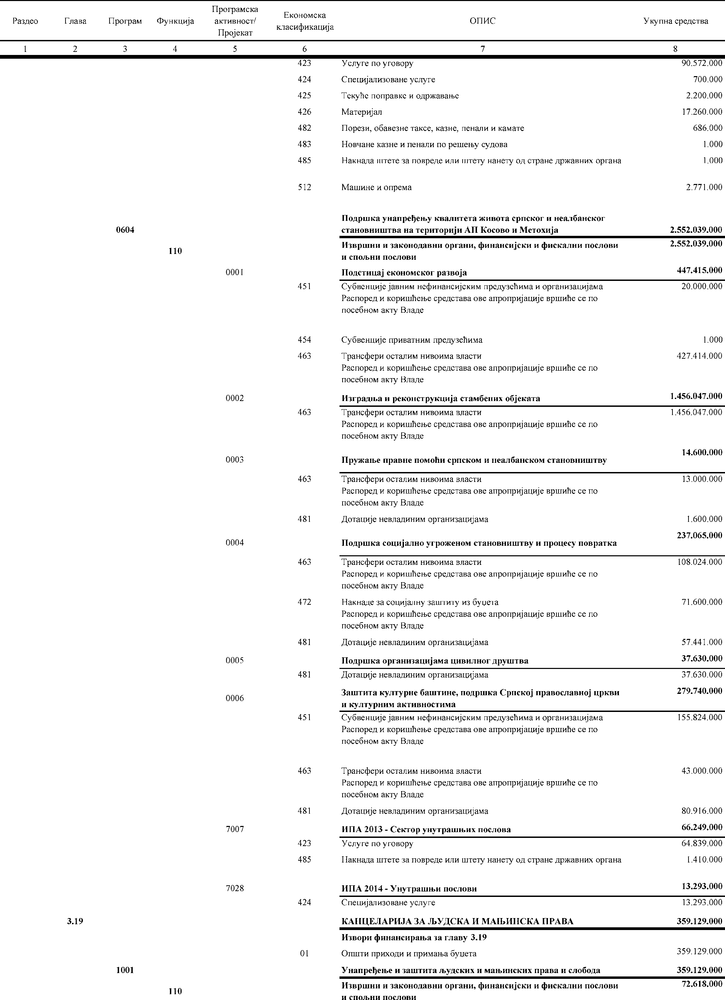 Раздео Глава Програм Функција Програмска активност/ Пројекат Економска класификација ОПИС Укупна средства
1 2 3 4 5 6 7 8
423 Услуге по уговору 90.572.000
424 Специјализоване услуге 700.000
425 Текуће поправке и одржавање 2.200.000
426 Материјал 17.260.000
482 Порези, обавезне таксе, казне, пенали и камате 686.000
483 Новчане казне и пенали по решењу судова 1.000
485 Накнада штете за повреде или штету нанету од стране државних органа 1.000
512 Машине и опрема 2.771.000
Подршка унапређењу квалитета живота српског и неалбанског
0604 становништва на територији АП Косово и Метохија 2.552.039.000
110 Извршни и законодавни органи, финансијски и фискални послови 2.552.039.000
и спољни послови
0001 Подстицај економског развоја 447.415.000
451 Субвенције јавним нефинансијским предузећима и организацијама 20.000.000
Распоред и коришћење средстава ове апропријације вршиће се по
посебном акту Владе
454 Субвенције приватним предузећима 1.000
463 Трансфери осталим нивоима власти 427.414.000
Распоред и коришћење средстава ове апропријације вршиће се по
посебном акту Владе
0002 Изградња и реконструкција стамбених објеката 1.456.047.000
463 Трансфери осталим нивоима власти 1.456.047.000
Распоред и коришћење средстава ове апропријације вршиће се по
посебном акту Владе
0003 Пружање правне помоћи српском и неалбанском становништву 14.600.000
463 Трансфери осталим нивоима власти 13.000.000
Распоред и коришћење средстава ове апропријације вршиће се по
посебном акту Владе
481 Дотације невладиним организацијама 1.600.000
0004 Подршка социјално угроженом становништву и процесу повратка 237.065.000
463 Трансфери осталим нивоима власти 108.024.000
Распоред и коришћење средстава ове апропријације вршиће се по
посебном акту Владе
472 Накнаде за социјалну заштиту из буџета 71.600.000
Распоред и коришћење средстава ове апропријације вршиће се по
посебном акту Владе
481 Дотације невладиним организацијама 57.441.000
0005 Подршка организацијама цивилног друштва 37.630.000
481 Дотације невладиним организацијама 37.630.000
0006 Заштита културне баштине, подршка Српској православној цркви 279.740.000
и културним активностима
451 Субвенције јавним нефинансијским предузећима и организацијама 155.824.000
Распоред и коришћење средстава ове апропријације вршиће се по
посебном акту Владе
463 Трансфери осталим нивоима власти 43.000.000
Распоред и коришћење средстава ове апропријације вршиће се по
посебном акту Владе
481 Дотације невладиним организацијама 80.916.000
7007 ИПА 2013 - Сектор унутрашњих послова 66.249.000
423 Услуге по уговору 64.839.000
485 Накнада штете за повреде или штету нанету од стране државних органа 1.410.000
7028 ИПА 2014 - Унутрашњи послови 13.293.000
424 Специјализоване услуге 13.293.000
3.19 КАНЦЕЛАРИЈА ЗА ЉУДСКА И МАЊИНСКА ПРАВА 359.129.000
Извори финансирања за главу 3.19
01 Општи приходи и примања буџета 359.129.000
1001 Унапређење и заштита људских и мањинских права и слобода 359.129.000
110 Извршни и законодавни органи, финансијски и фискални послови 72.618.000
и спољни послови